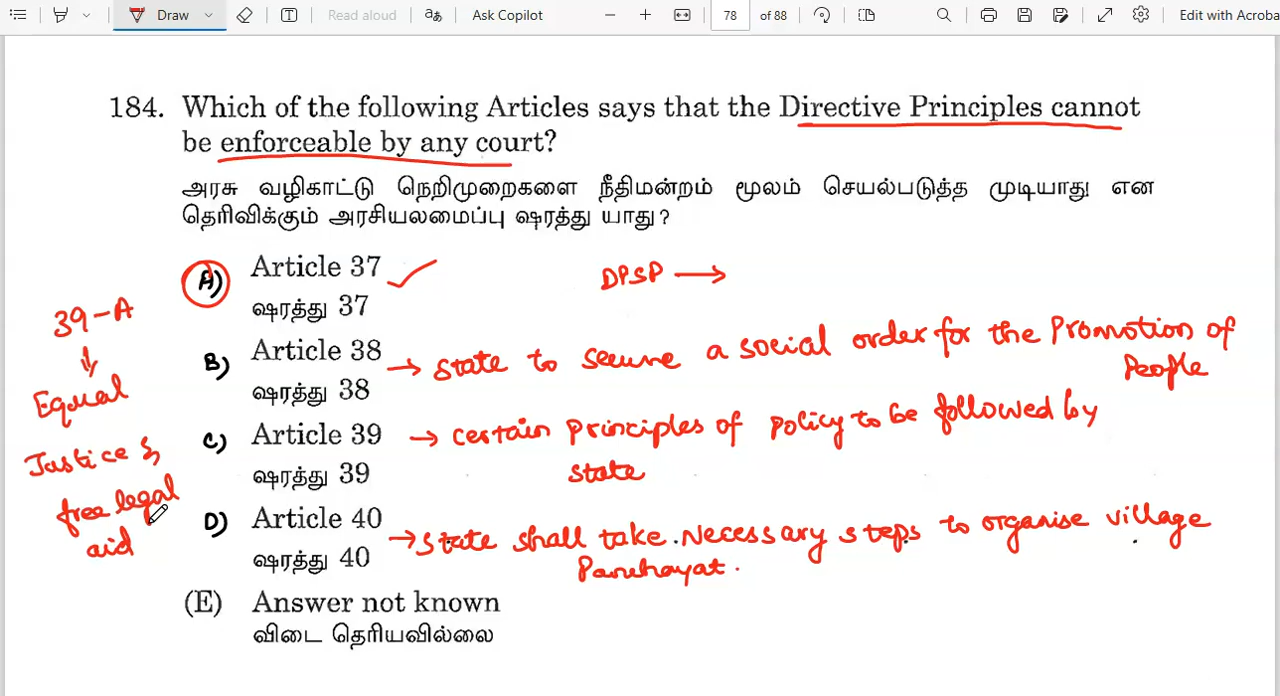 Draw
Read aloud
aあ
Ask Copilot
78
of 88
Edit with Acroba
184. Which of the following Articles says that the Directive Principles cannot
be enforceable by any court?
அரசு வழிகாட்டு நெறிமுறைகளை நீதிமன்றம் மூலம் செயல்படுத்த முடியாது என
தெரிவிக்கும் அரசியலமைப்பு ஷரத்து யாது?
A) Article 37
ஷரத்து 37
DPSP →
39-A
↓
Equal
Justice &
free legal
aid
B) Article 38
ஷரத்து 38
→ state to secure a social order for the Promotion of
People
C) Article 39
ஷரத்து 39
→ certain principles of policy to be followed by
state
D) Article 40
ஷரத்து 40
→ state shall take necessary steps to organise village
Panchayat.
(E) Answer not known
விடை தெரியவில்லை